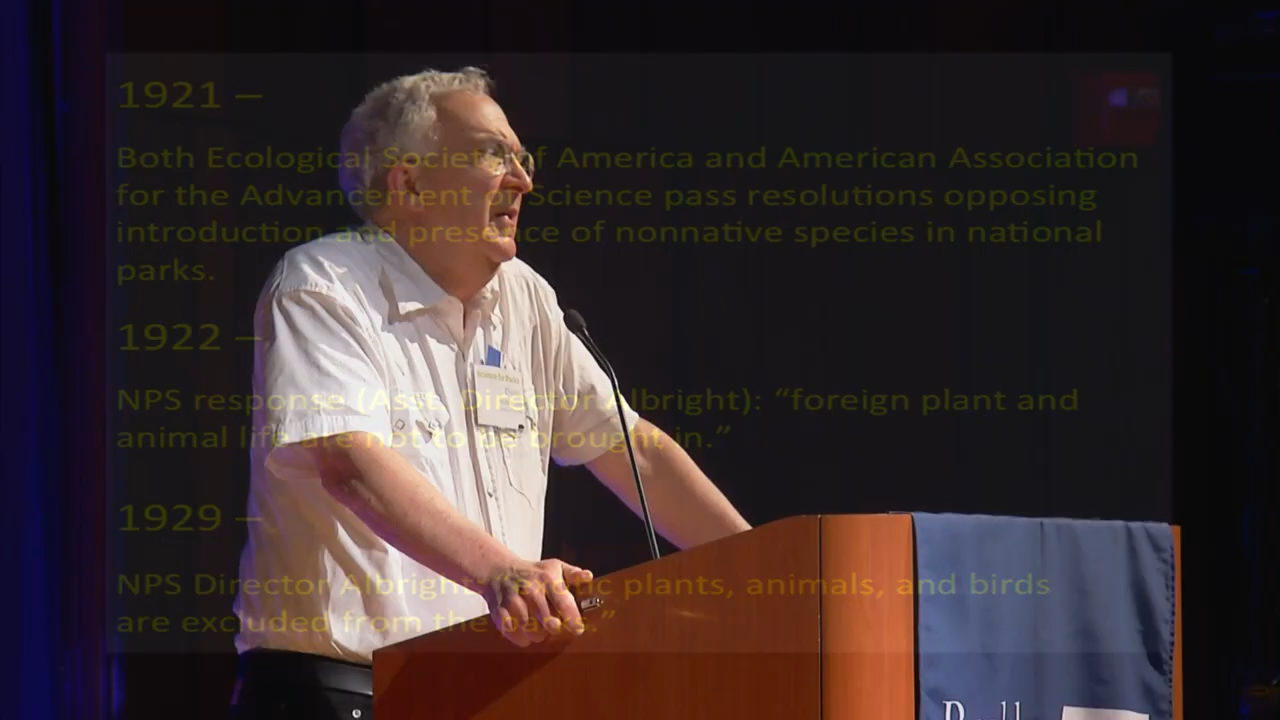 1921 –
Both Ecological Society of America and American Association
for the Advancement of Science pass resolutions opposing
introduction and presence of nonnative species in national
parks.
1922 –
NPS response (Asst. Director Albright): “foreign plant and
animal life are not to be brought in.”
1929 –
NPS Director Albright: “exotic plants, animals, and birds
are excluded from the parks.”
Science for Parks